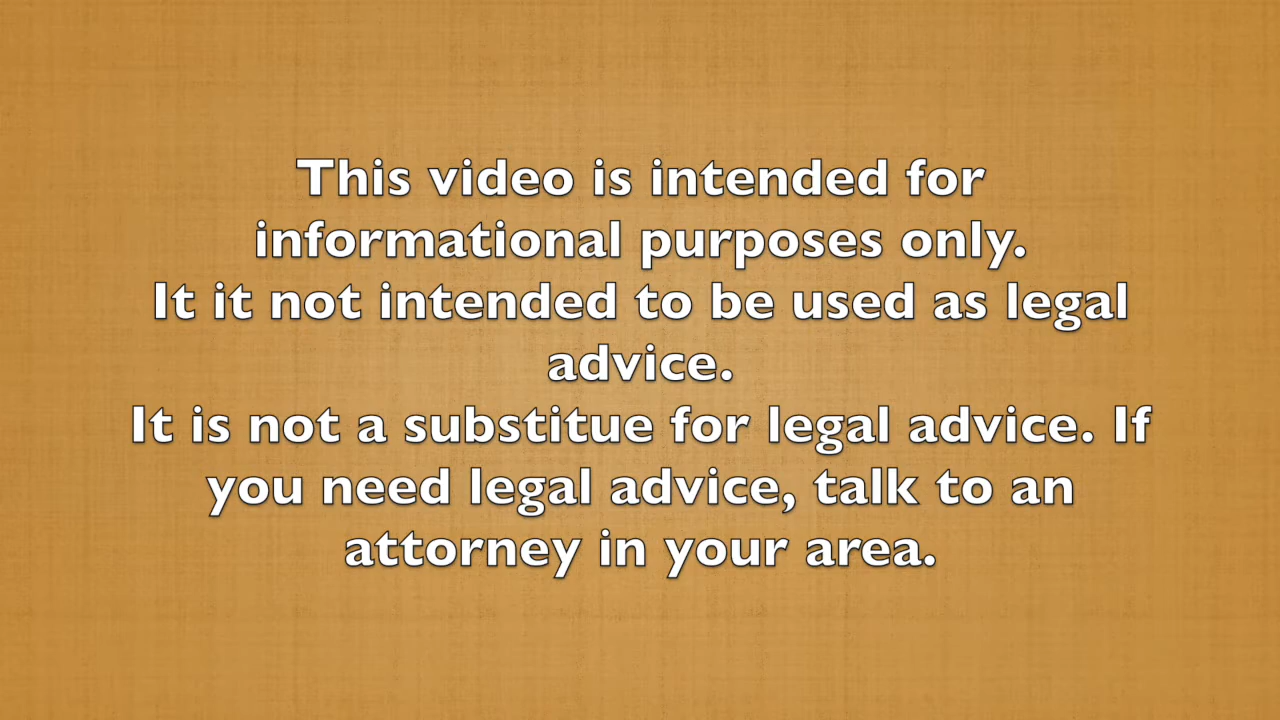 This video is intended for
informational purposes only.
It it not intended to be used as legal
advice.
It is not a substitue for legal advice. If
you need legal advice, talk to an
attorney in your area.